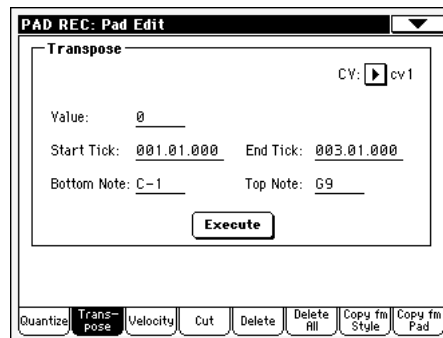 PAD REC: Pad Edit
Transpose
CV: cv1
Value: 0
Start Tick: 001.01.000 End Tick: 003.01.000
Bottom Note: C-1 Top Note: G9
Execute
Quantize Trans-pose Velocity Cut Delete Delete All Copy fm Style Copy fm Pad